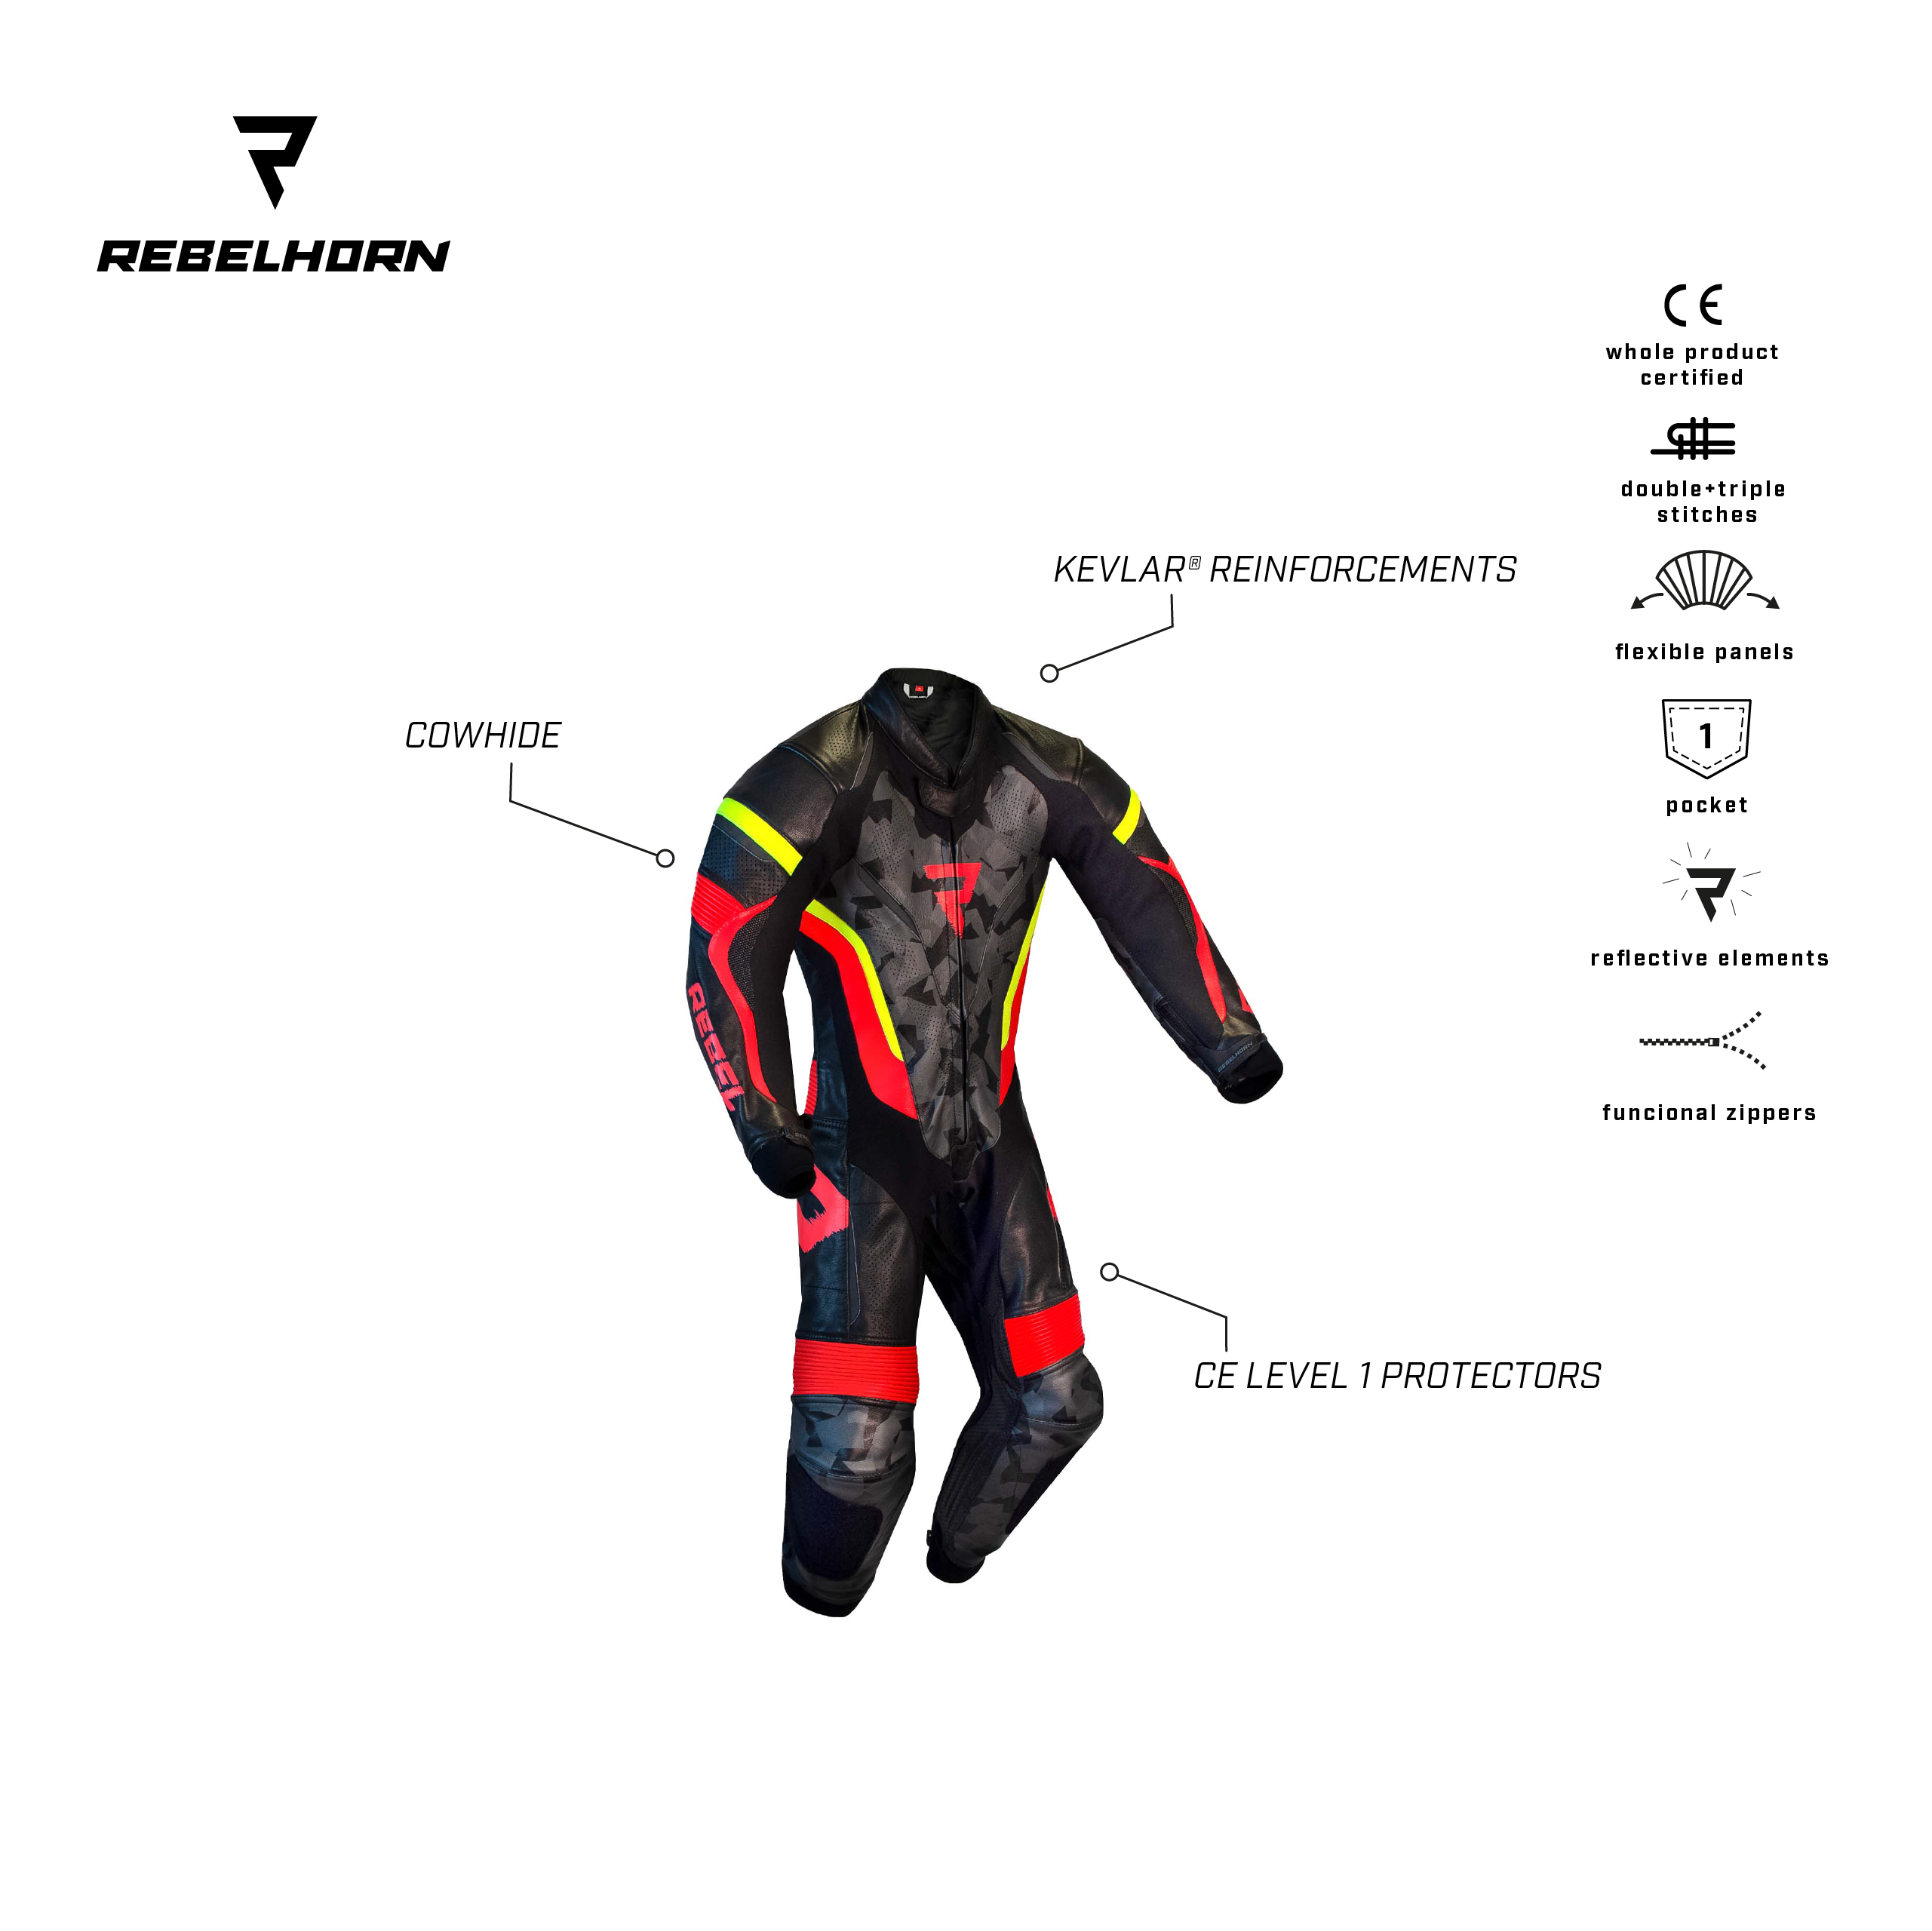 REBELHORN
CE
whole product
certified
double+triple
stitches
KEVLAR® REINFORCEMENTS
flexible panels
COWHIDE
1
pocket
reflective elements
REBEL
REBELHORN
funcional zippers
CE LEVEL 1 PROTECTORS